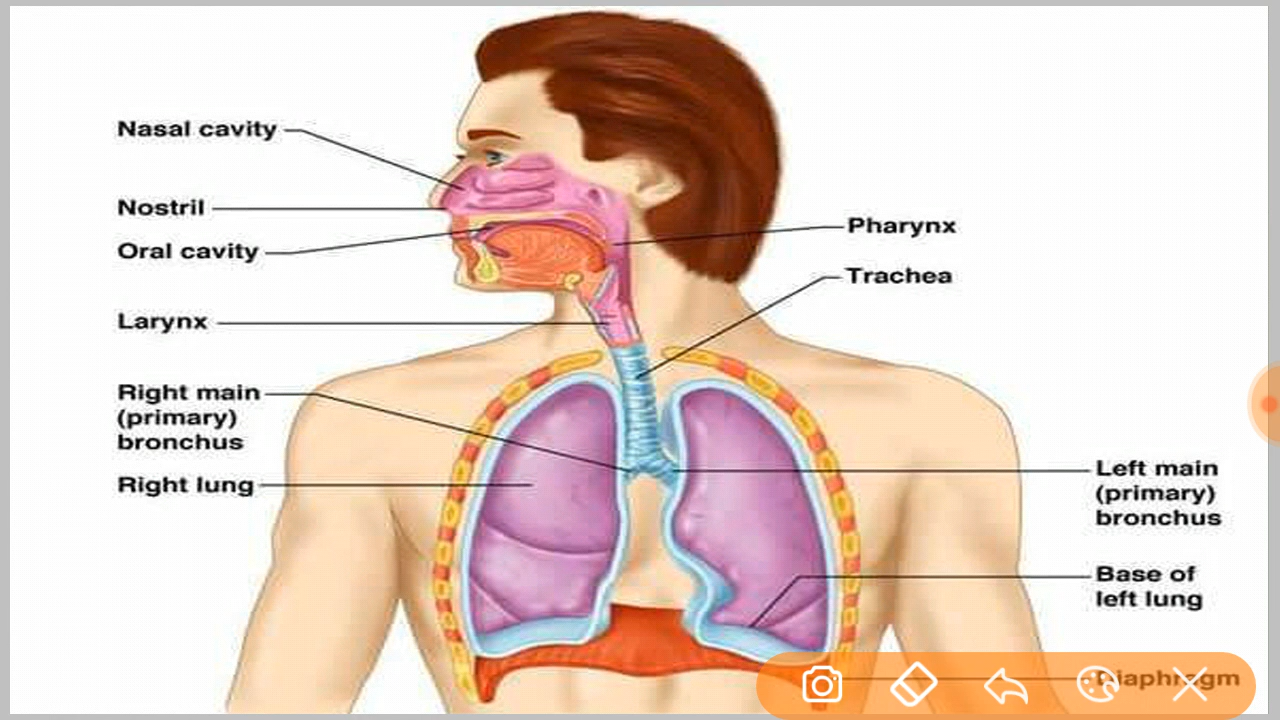 Nasal cavity
Nostril
Oral cavity
Larynx
Right main
(primary)
bronchus
Right lung
Pharynx
Trachea
Left main
(primary)
bronchus
Base of
left lung
Diaphragm